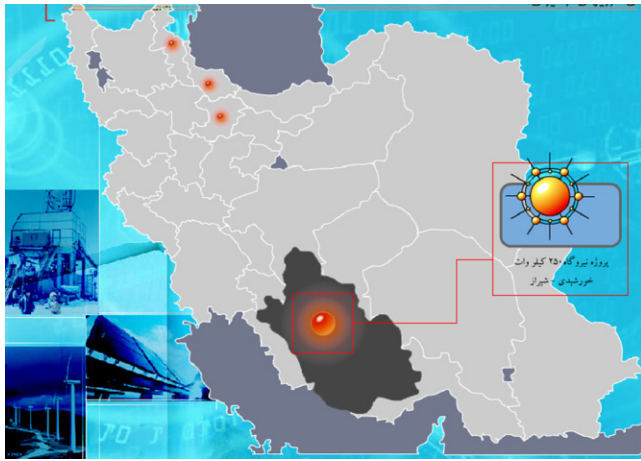 پروژه نیروگاه ۲۵۰ کیلو وات
خورشیدی - شیراز